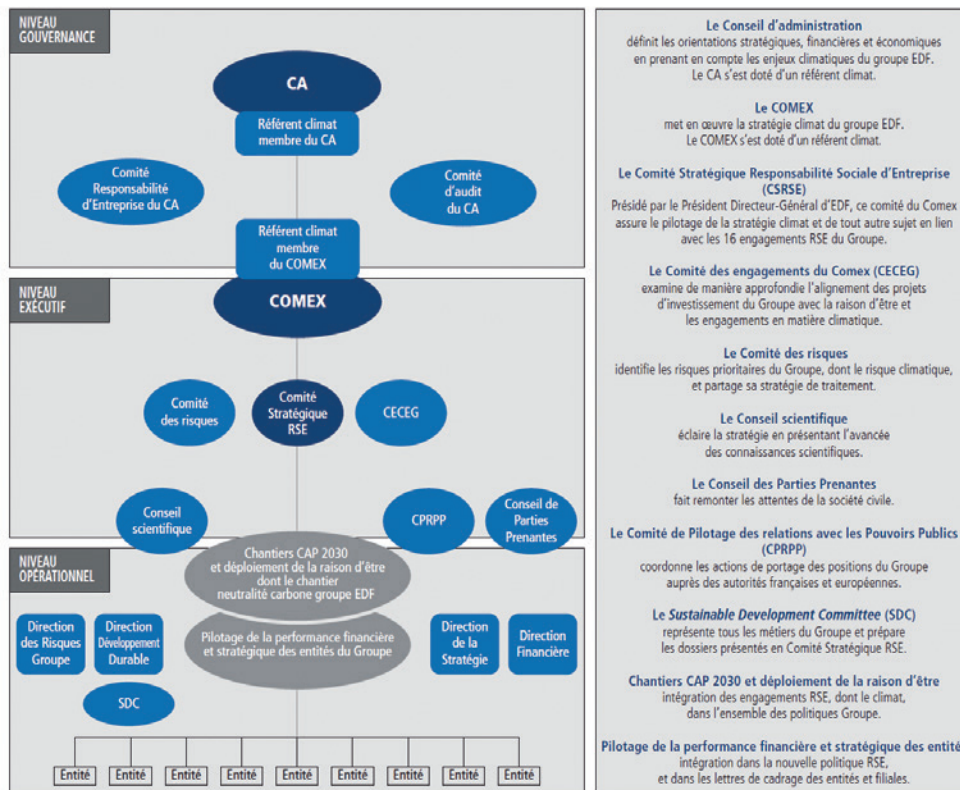 NIVEAU
GOUVERNANCE
CA
Référent climat
membre du CA
Comité
Responsabilité
d'Entreprise du CA
Comité
d'audit
du CA
Référent climat
membre
du COMEX
NIVEAU
EXÉCUTIF
COMEX
Comité
des risques
Comité
Stratégique
RSE
CECEG
Conseil
scientifique
CPRPP
Conseil de
Parties
Prenantes
NIVEAU
OPÉRATIONNEL
Chantiers CAP 2030
et déploiement de la raison d'être
dont le chantier
neutralité carbone groupe EDF
Direction
des Risques
Groupe
Direction
Développement
Durable
Pilotage de la performance financière
et stratégique des entités du Groupe
Direction
de la
Stratégie
Direction
Financière
SDC
Entité
Entité
Entité
Entité
Entité
Entité
Entité
Entité
Entité
Le Conseil d'administration
définit les orientations stratégiques, financières et économiques
en prenant en compte les enjeux climatiques du groupe EDF.
Le CA s'est doté d'un référent climat.
Le COMEX
met en œuvre la stratégie climat du groupe EDF.
Le COMEX s'est doté d'un référent climat.
Le Comité Stratégique Responsabilité Sociale d'Entreprise
(CSRSE)
Présidé par le Président Directeur-Général d'EDF, ce comité du Comex
assure le pilotage de la stratégie climat et de tout autre sujet en lien
avec les 16 engagements RSE du Groupe.
Le Comité des engagements du Comex (CECEG)
examine de manière approfondie l'alignement des projets
d'investissement du Groupe avec la raison d'être et
les engagements en matière climatique.
Le Comité des risques
identifie les risques prioritaires du Groupe, dont le risque climatique,
et partage sa stratégie de traitement.
Le Conseil scientifique
éclaire la stratégie en présentant l'avancée
des connaissances scientifiques.
Le Conseil des Parties Prenantes
fait remonter les attentes de la société civile.
Le Comité de Pilotage des relations avec les Pouvoirs Publics
(CPRPP)
coordonne les actions de portage des positions du Groupe
auprès des autorités françaises et européennes.
Le Sustainable Development Committee (SDC)
représente tous les métiers du Groupe et prépare
les dossiers présentés en Comité Stratégique RSE.
Chantiers CAP 2030 et déploiement de la raison d'être
intégration des engagements RSE, dont le climat,
dans l'ensemble des politiques Groupe.
Pilotage de la performance financière et stratégique des entité
intégration dans la nouvelle politique RSE,
et dans les lettres de cadrage des entités et filiales.